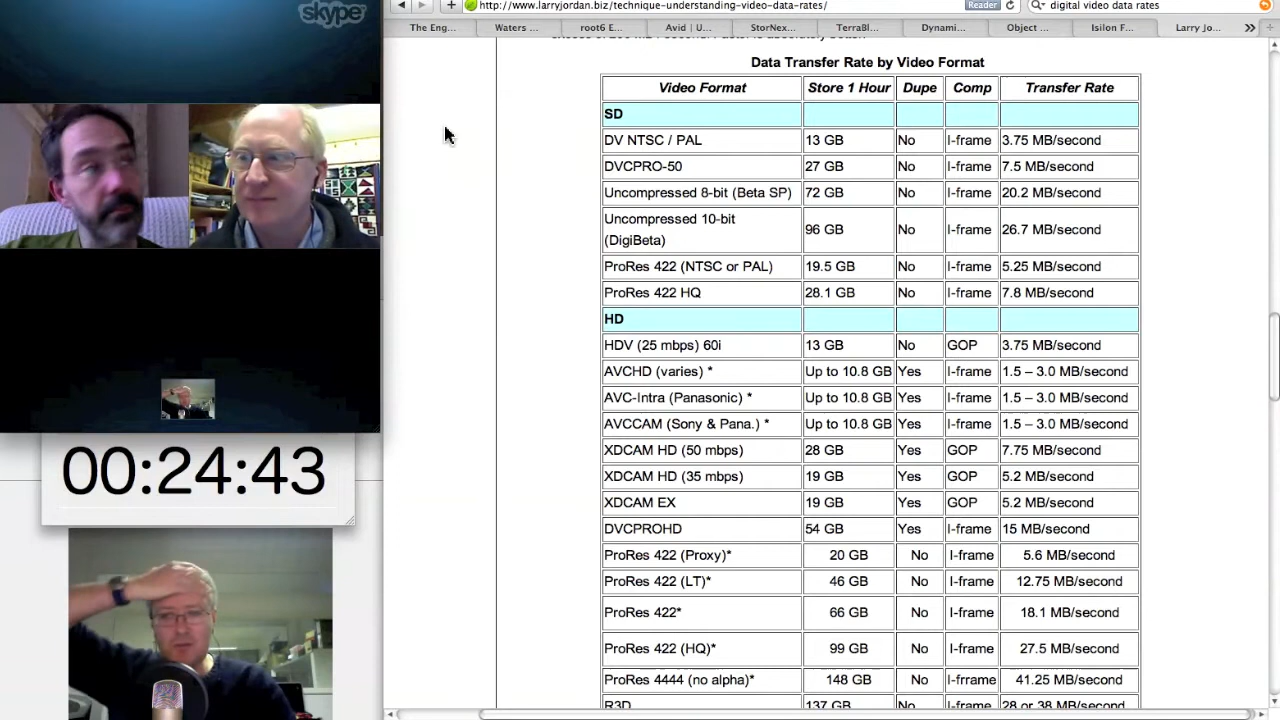 skype
http://www.larryjordan.biz/technique-understanding-video-data-rates/ Reader digital video data rates
The Eng... Waters ... root6 E... Avid | U... StorNex... TerraBl... Dynami... Object ... Isilon F... Larry Jo... »
Data Transfer Rate by Video Format
Video Format Store 1 Hour Dupe Comp Transfer Rate
SD
DV NTSC / PAL 13 GB No I-frame 3.75 MB/second
DVCPRO-50 27 GB No I-frame 7.5 MB/second
Uncompressed 8-bit (Beta SP) 72 GB No I-frame 20.2 MB/second
Uncompressed 10-bit
(DigiBeta) 96 GB No I-frame 26.7 MB/second
ProRes 422 (NTSC or PAL) 19.5 GB No I-frame 5.25 MB/second
ProRes 422 HQ 28.1 GB No I-frame 7.8 MB/second
HD
HDV (25 mbps) 60i 13 GB No GOP 3.75 MB/second
AVCHD (varies) * Up to 10.8 GB Yes I-frame 1.5 – 3.0 MB/second
AVC-Intra (Panasonic) * Up to 10.8 GB Yes I-frame 1.5 – 3.0 MB/second
AVCCAM (Sony & Pana.) * Up to 10.8 GB Yes I-frame 1.5 – 3.0 MB/second
XDCAM HD (50 mbps) 28 GB Yes GOP 7.75 MB/second
XDCAM HD (35 mbps) 19 GB Yes GOP 5.2 MB/second
XDCAM EX 19 GB Yes GOP 5.2 MB/second
DVCPROHD 54 GB Yes I-frame 15 MB/second
ProRes 422 (Proxy)* 20 GB No I-frame 5.6 MB/second
ProRes 422 (LT)* 46 GB No I-frame 12.75 MB/second
ProRes 422* 66 GB No I-frame 18.1 MB/second
ProRes 422 (HQ)* 99 GB No I-frame 27.5 MB/second
ProRes 4444 (no alpha)* 148 GB No I-frrame 41.25 MB/second
R3D 137 GB No I-frame 28 or 38 MB/second
00:24:43